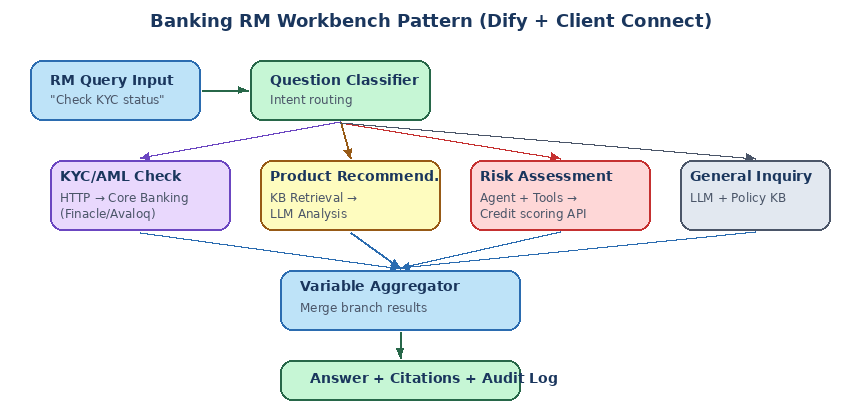 Banking RM Workbench Pattern (Dify + Client Connect)
RM Query Input
"Check KYC status"
Question Classifier
Intent routing
KYC/AML Check
HTTP → Core Banking
(Finacle/Avaloq)
Product Recommend.
KB Retrieval →
LLM Analysis
Risk Assessment
Agent + Tools →
Credit scoring API
General Inquiry
LLM + Policy KB
Variable Aggregator
Merge branch results
Answer + Citations + Audit Log